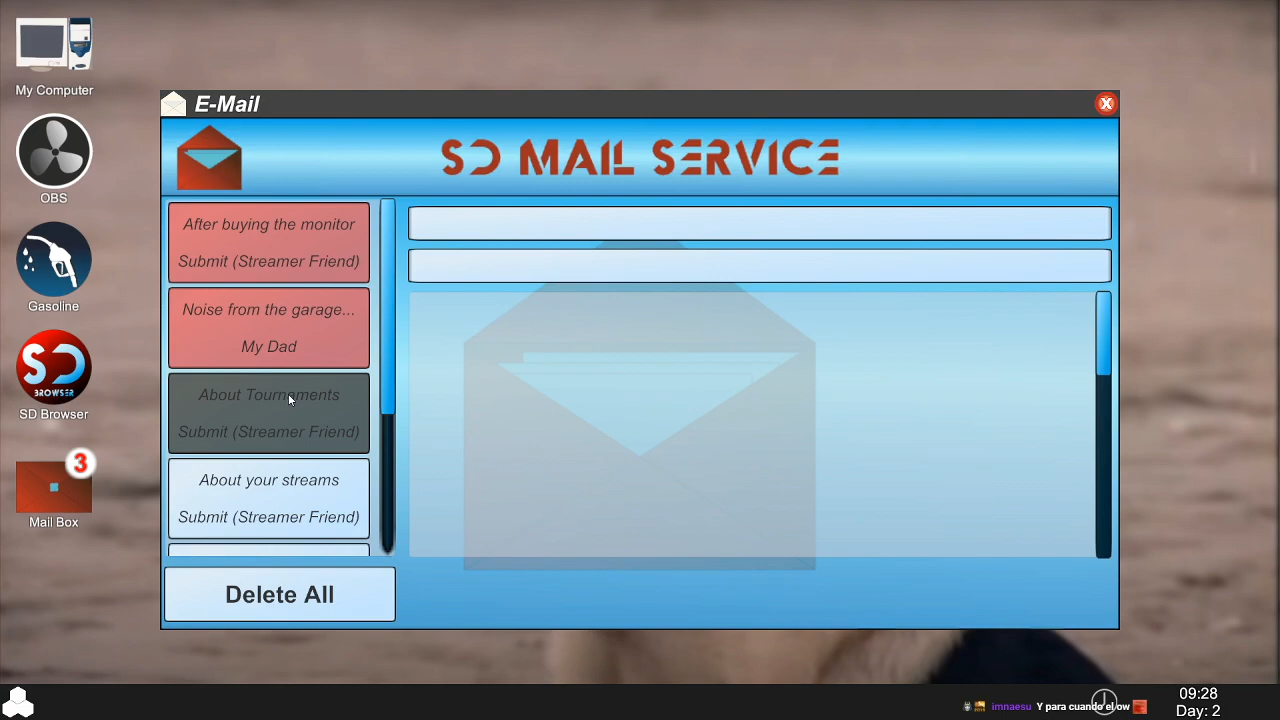 My Computer
OBS
Gasoline
SD
BROWSER
SD Browser
3
Mail Box
E-Mail
X
SD MAIL SERVICE
After buying the monitor
Submit (Streamer Friend)
Noise from the garage...
My Dad
About Tournaments
Submit (Streamer Friend)
About your streams
Submit (Streamer Friend)
Delete All
imnaesu Y para cuando el ow
09:28
Day: 2